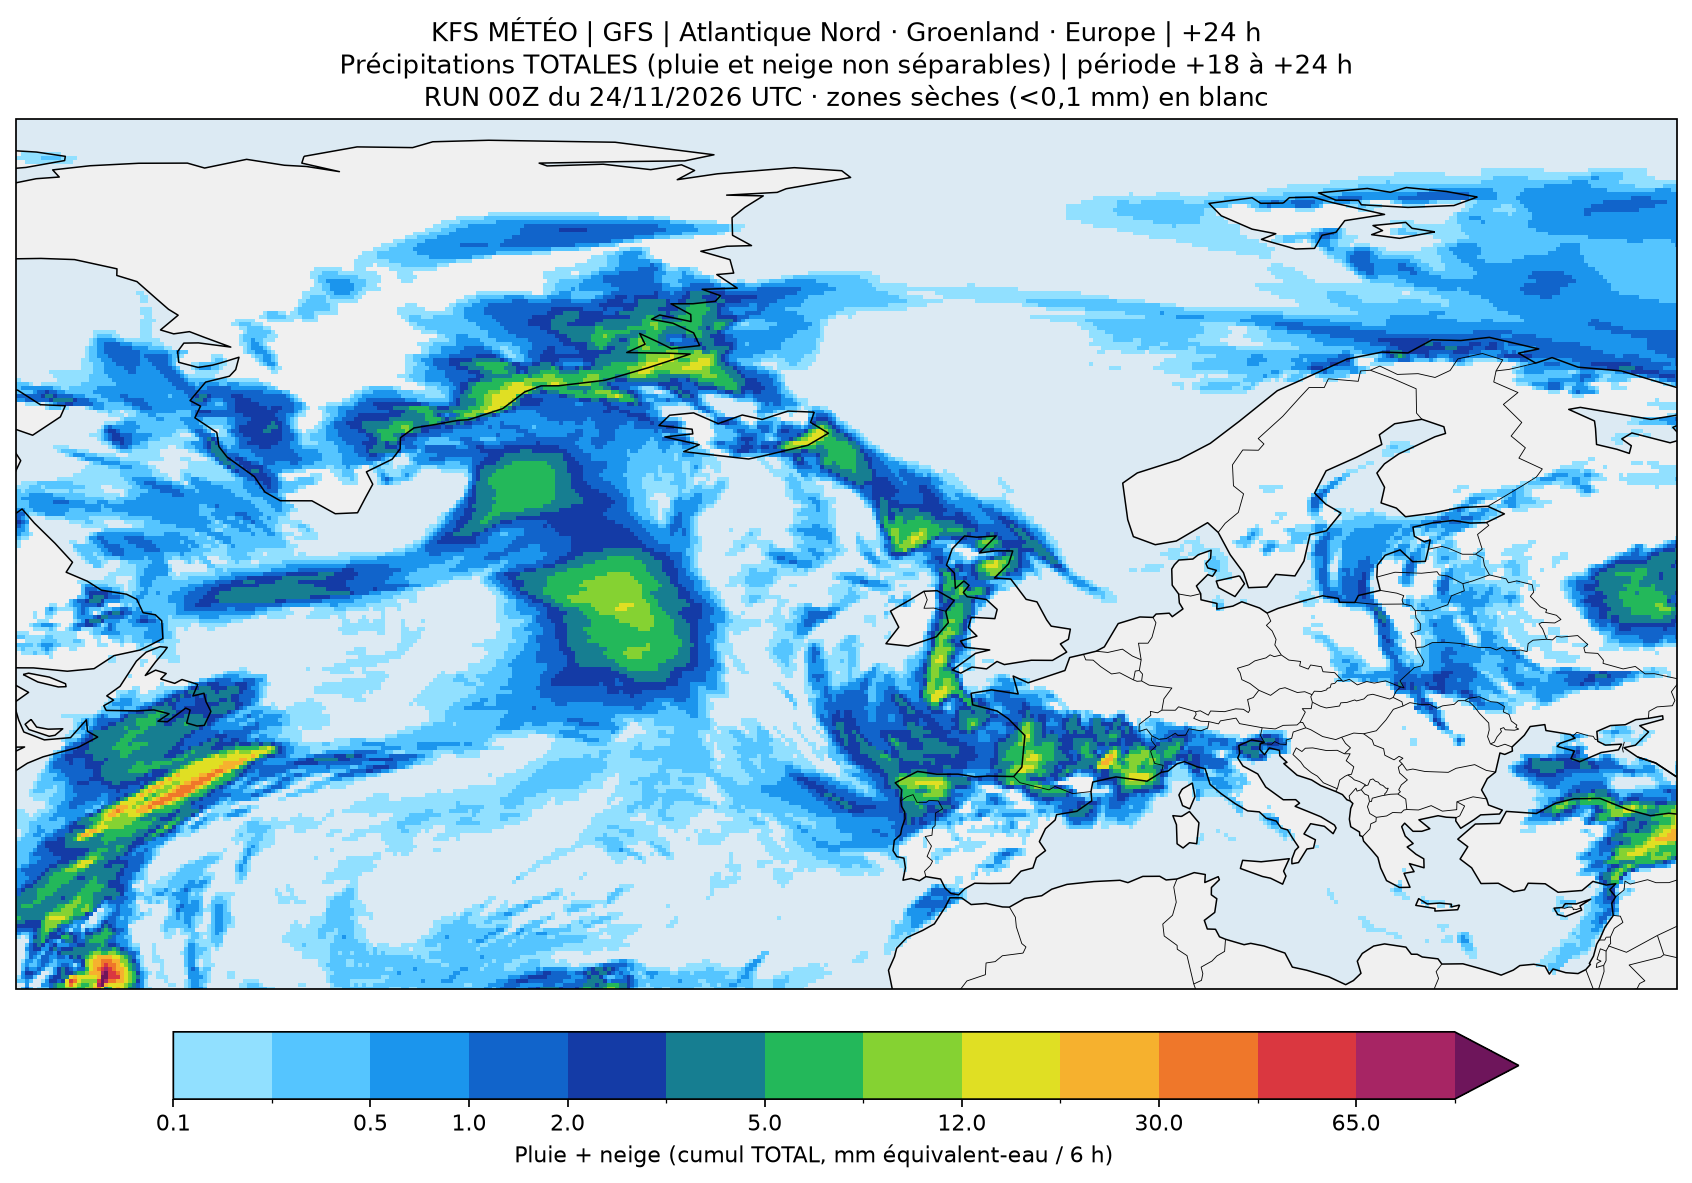 KFS MÉTÉO | GFS | Atlantique Nord · Groenland · Europe | +24 h
Précipitations TOTALES (pluie et neige non séparables) | période +18 à +24 h
RUN 00Z du 24/11/2026 UTC · zones sèches (<0,1 mm) en blanc
0.1 0.5 1.0 2.0 5.0 12.0 30.0 65.0
Pluie + neige (cumul TOTAL, mm équivalent-eau / 6 h)